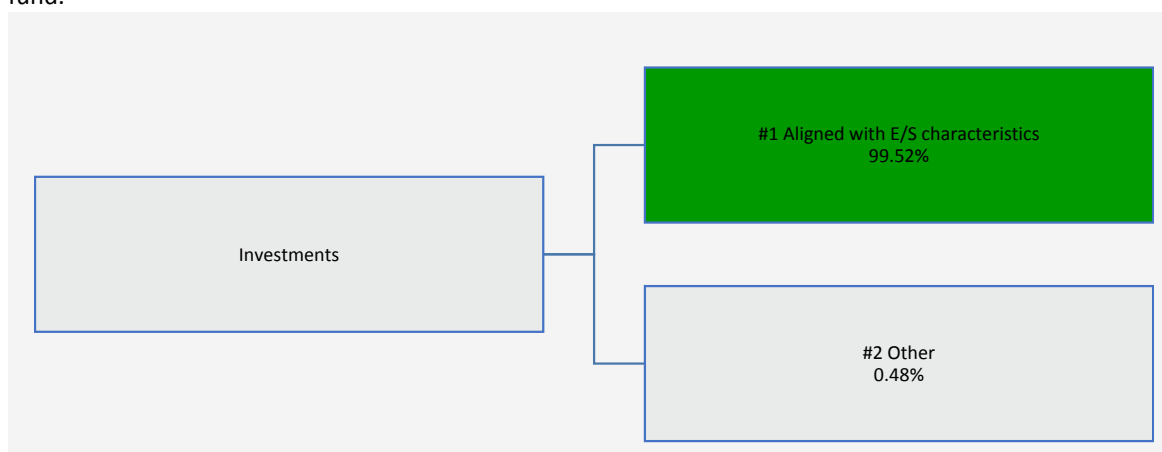 fund.
#1 Aligned with E/S characteristics
99.52%
Investments
#2 Other
0.48%